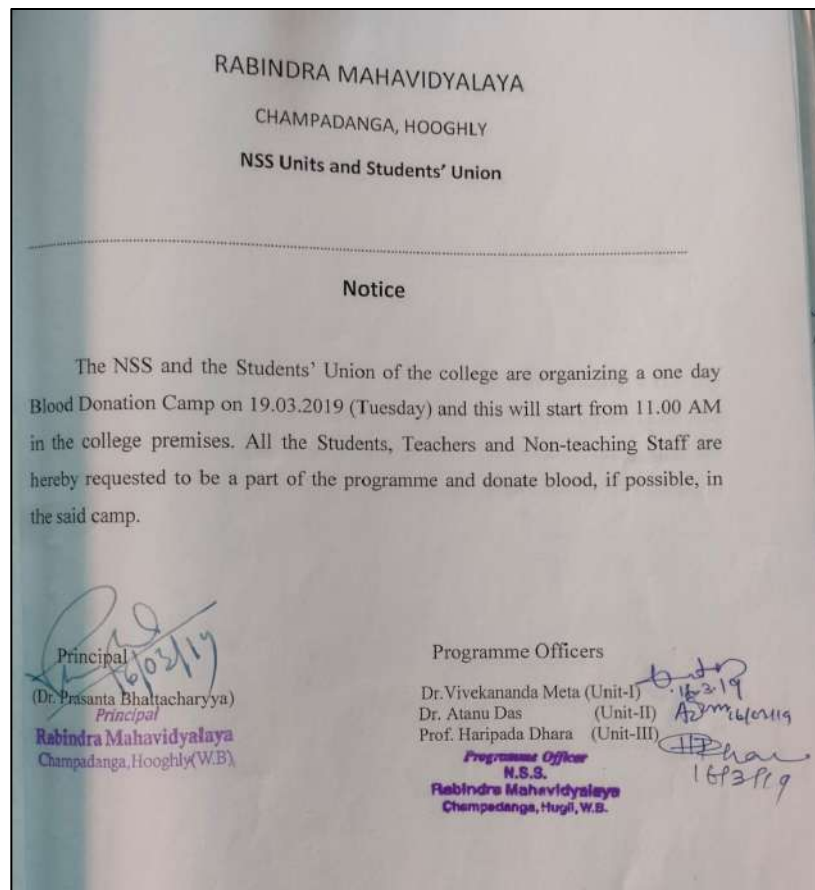 RABINDRA MAHAVIDYALAYA
CHAMPADANGA, HOOGHLY
NSS Units and Students' Union
Notice
The NSS and the Students' Union of the college are organizing a one day
Blood Donation Camp on 19.03.2019 (Tuesday) and this will start from 11.00 AM
in the college premises. All the Students, Teachers and Non-teaching Staff are
hereby requested to be a part of the programme and donate blood, if possible, in
the said camp.
Principal
16/03/19
(Dr. Prasanta Bhattacharyya)
Principal
Rabindra Mahavidyalaya
Champadanga, Hooghly(W.B)
Programme Officers
Dr.Vivekananda Meta (Unit-I) 16.3.19
Dr. Atanu Das (Unit-II) 16/03/19
Prof. Haripada Dhara (Unit-III) HDhara
16/3/19
Programme Officer
N.S.S.
Rabindra Mahavidyalaya
Champadanga, Hugli, W.B.